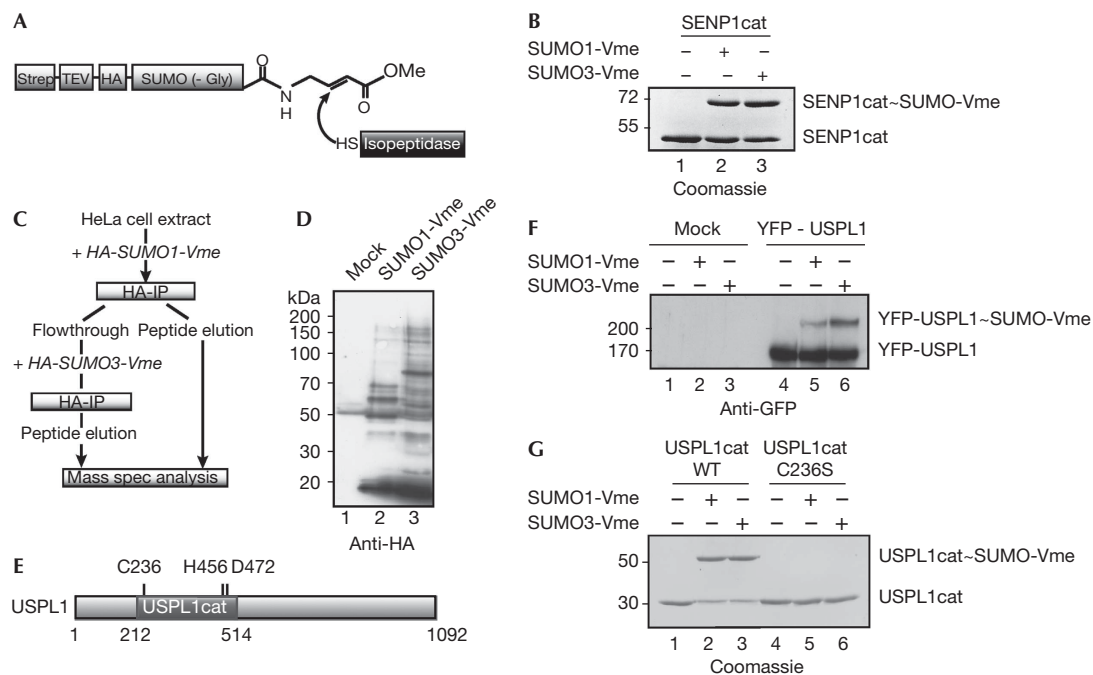 A
Strep TEV HA SUMO (- Gly)
O
N
H
O
OMe
HS Isopeptidase
B
SENP1cat
SUMO1-Vme – + –
SUMO3-Vme – – +
72
55
SENP1cat~SUMO-Vme
SENP1cat
1 2 3
Coomassie
C
HeLa cell extract
+ HA-SUMO1-Vme
HA-IP
Flowthrough Peptide elution
+ HA-SUMO3-Vme
HA-IP
Peptide elution
Mass spec analysis
D
Mock
SUMO1-Vme
SUMO3-Vme
kDa
200
150
100
70
50
30
20
1 2 3
Anti-HA
E
C236 H456 D472
USPL1 USPL1cat
1 212 514 1092
F
Mock YFP - USPL1
SUMO1-Vme – + – – + –
SUMO3-Vme – – + – – +
200
170
YFP-USPL1~SUMO-Vme
YFP-USPL1
1 2 3 4 5 6
Anti-GFP
G
USPL1cat USPL1cat
WT C236S
SUMO1-Vme – + – – + –
SUMO3-Vme – – + – – +
50
30
USPL1cat~SUMO-Vme
USPL1cat
1 2 3 4 5 6
Coomassie